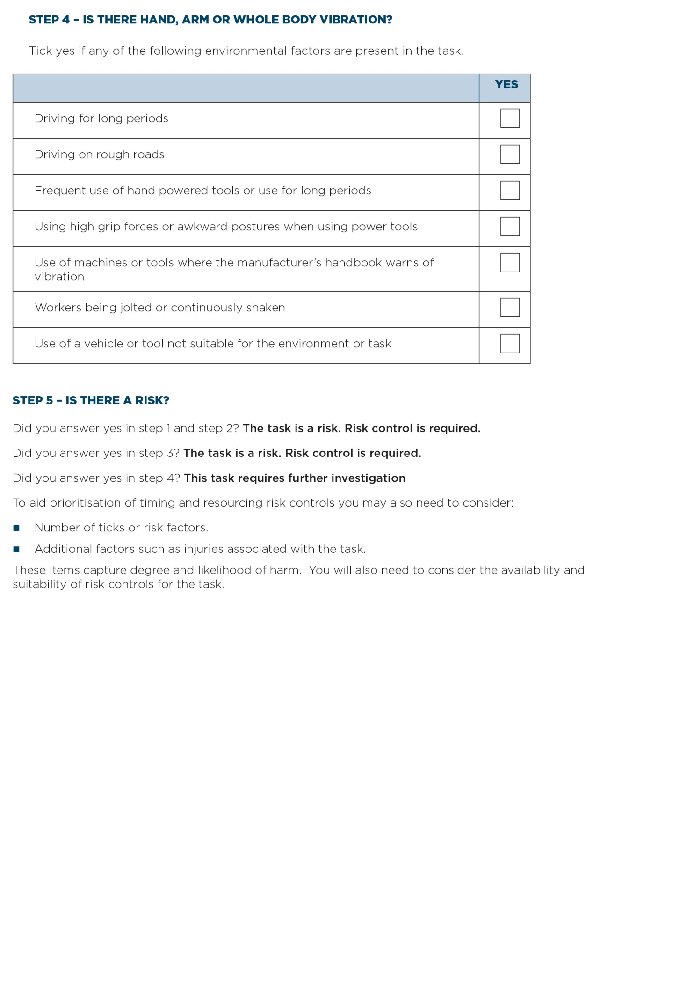 STEP 4 – IS THERE HAND, ARM OR WHOLE BODY VIBRATION?
Tick yes if any of the following environmental factors are present in the task.
YES
Driving for long periods
Driving on rough roads
Frequent use of hand powered tools or use for long periods
Using high grip forces or awkward postures when using power tools
Use of machines or tools where the manufacturer’s handbook warns of
vibration
Workers being jolted or continuously shaken
Use of a vehicle or tool not suitable for the environment or task
STEP 5 – IS THERE A RISK?
Did you answer yes in step 1 and step 2? The task is a risk. Risk control is required.
Did you answer yes in step 3? The task is a risk. Risk control is required.
Did you answer yes in step 4? This task requires further investigation
To aid prioritisation of timing and resourcing risk controls you may also need to consider:
■ Number of ticks or risk factors.
■ Additional factors such as injuries associated with the task.
These items capture degree and likelihood of harm.  You will also need to consider the availability and
suitability of risk controls for the task.